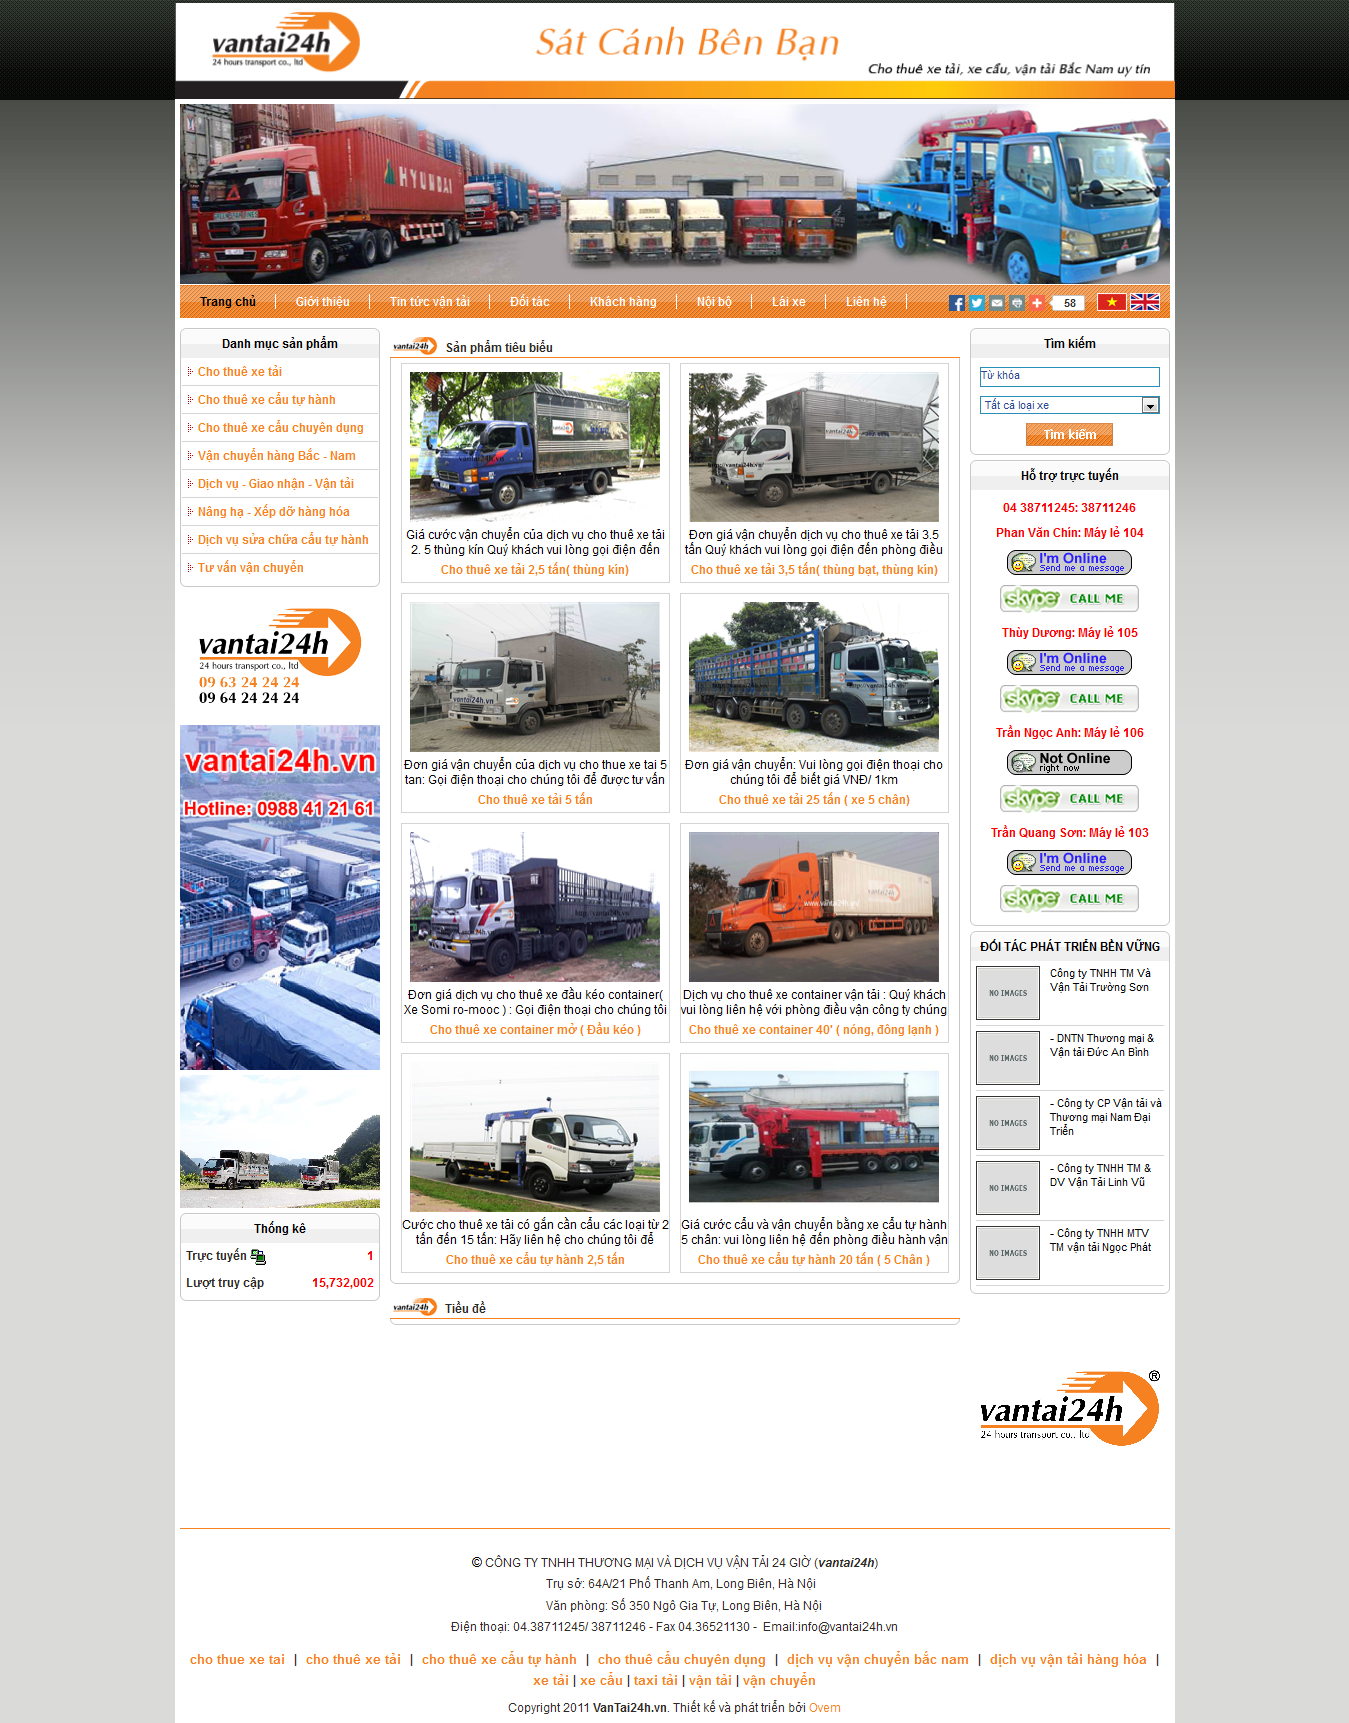 vantai24h
24 hours transport co., ltd
Sát Cánh Bên Bạn
Cho thuê xe tải, xe cẩu, vận tải Bắc Nam uy tín
HYUNDAI
Trang chủ
Giới thiệu
Tin tức vận tải
Đối tác
Khách hàng
Nội bộ
Lái xe
Liên hệ
58
Danh mục sản phẩm
Cho thuê xe tải
Cho thuê xe cẩu tự hành
Cho thuê xe cẩu chuyên dụng
Vận chuyển hàng Bắc - Nam
Dịch vụ - Giao nhận - Vận tải
Nâng hạ - Xếp dỡ hàng hóa
Dịch vụ sửa chữa cẩu tự hành
Tư vấn vận chuyển
vantai24h
24 hours transport co., ltd
09 63 24 24 24
09 64 24 24 24
vantai24h.vn
Hotline: 0988 41 21 61
Thống kê
Trực tuyến 1
Lượt truy cập 15,732,002
vantai24h
Sản phẩm tiêu biểu
Giá cước vận chuyển của dịch vụ cho thuê xe tải
2. 5 thùng kín Quý khách vui lòng gọi điện đến
Cho thuê xe tải 2,5 tấn( thùng kín)
Đơn giá vận chuyển dịch vụ cho thuê xe tải 3.5
tấn Quý khách vui lòng gọi điện đến phòng điều
Cho thuê xe tải 3,5 tấn( thùng bạt, thùng kín)
Đơn giá vận chuyển của dịch vụ cho thue xe tai 5
tan: Gọi điện thoại cho chúng tôi để được tư vấn
Cho thuê xe tải 5 tấn
Đơn giá vận chuyển: Vui lòng gọi điện thoại cho
chúng tôi để biết giá VNĐ/ 1km
Cho thuê xe tải 25 tấn ( xe 5 chân)
Đơn giá dịch vụ cho thuê xe đầu kéo container(
Xe Somi ro-mooc ) : Gọi điện thoại cho chúng tôi
Cho thuê xe container mở ( Đầu kéo )
Dịch vụ cho thuê xe container vận tải : Quý khách
vui lòng liên hệ với phòng điều vận công ty chúng
Cho thuê xe container 40' ( nóng, đông lạnh )
Cước cho thuê xe tải có gắn cần cẩu các loại từ 2
tấn đến 15 tấn: Hãy liên hệ cho chúng tôi để
Cho thuê xe cẩu tự hành 2,5 tấn
Giá cước cẩu và vận chuyển bằng xe cẩu tự hành
5 chân: vui lòng liên hệ đến phòng điều hành vận
Cho thuê xe cẩu tự hành 20 tấn ( 5 Chân )
vantai24h
Tiêu đề
Tìm kiếm
Từ khóa
Tất cả loại xe
Tìm kiếm
Hỗ trợ trực tuyến
04 38711245: 38711246
Phan Văn Chín: Máy lẻ 104
I'm Online
Send me a message
skype CALL ME
Thùy Dương: Máy lẻ 105
I'm Online
Send me a message
skype CALL ME
Trần Ngọc Anh: Máy lẻ 106
Not Online
right now
skype CALL ME
Trần Quang Sơn: Máy lẻ 103
I'm Online
Send me a message
skype CALL ME
ĐỐI TÁC PHÁT TRIỂN BỀN VỮNG
NO IMAGES
Công ty TNHH TM Và
Vận Tải Trường Sơn
NO IMAGES
- DNTN Thương mại &
Vận tải Đức An Bình
NO IMAGES
- Công ty CP Vận tải và
Thương mại Nam Đại
Triển
NO IMAGES
- Công ty TNHH TM &
DV Vận Tải Linh Vũ
NO IMAGES
- Công ty TNHH MTV
TM vận tải Ngọc Phát
vantai24h ®
24 hours transport co., ltd
© CÔNG TY TNHH THƯƠNG MẠI VÀ DỊCH VỤ VẬN TẢI 24 GIỜ (vantai24h)
Trụ sở: 64A/21 Phố Thanh Am, Long Biên, Hà Nội
Văn phòng: Số 350 Ngô Gia Tự, Long Biên, Hà Nội
Điện thoại: 04.38711245/ 38711246 - Fax 04.36521130 - Email:info@vantai24h.vn
cho thue xe tai | cho thuê xe tải | cho thuê xe cẩu tự hành | cho thuê cẩu chuyên dụng | dịch vụ vận chuyển bắc nam | dịch vụ vận tải hàng hóa |
xe tải | xe cẩu | taxi tải | vận tải | vận chuyển
Copyright 2011 VanTai24h.vn. Thiết kế và phát triển bởi Ovem